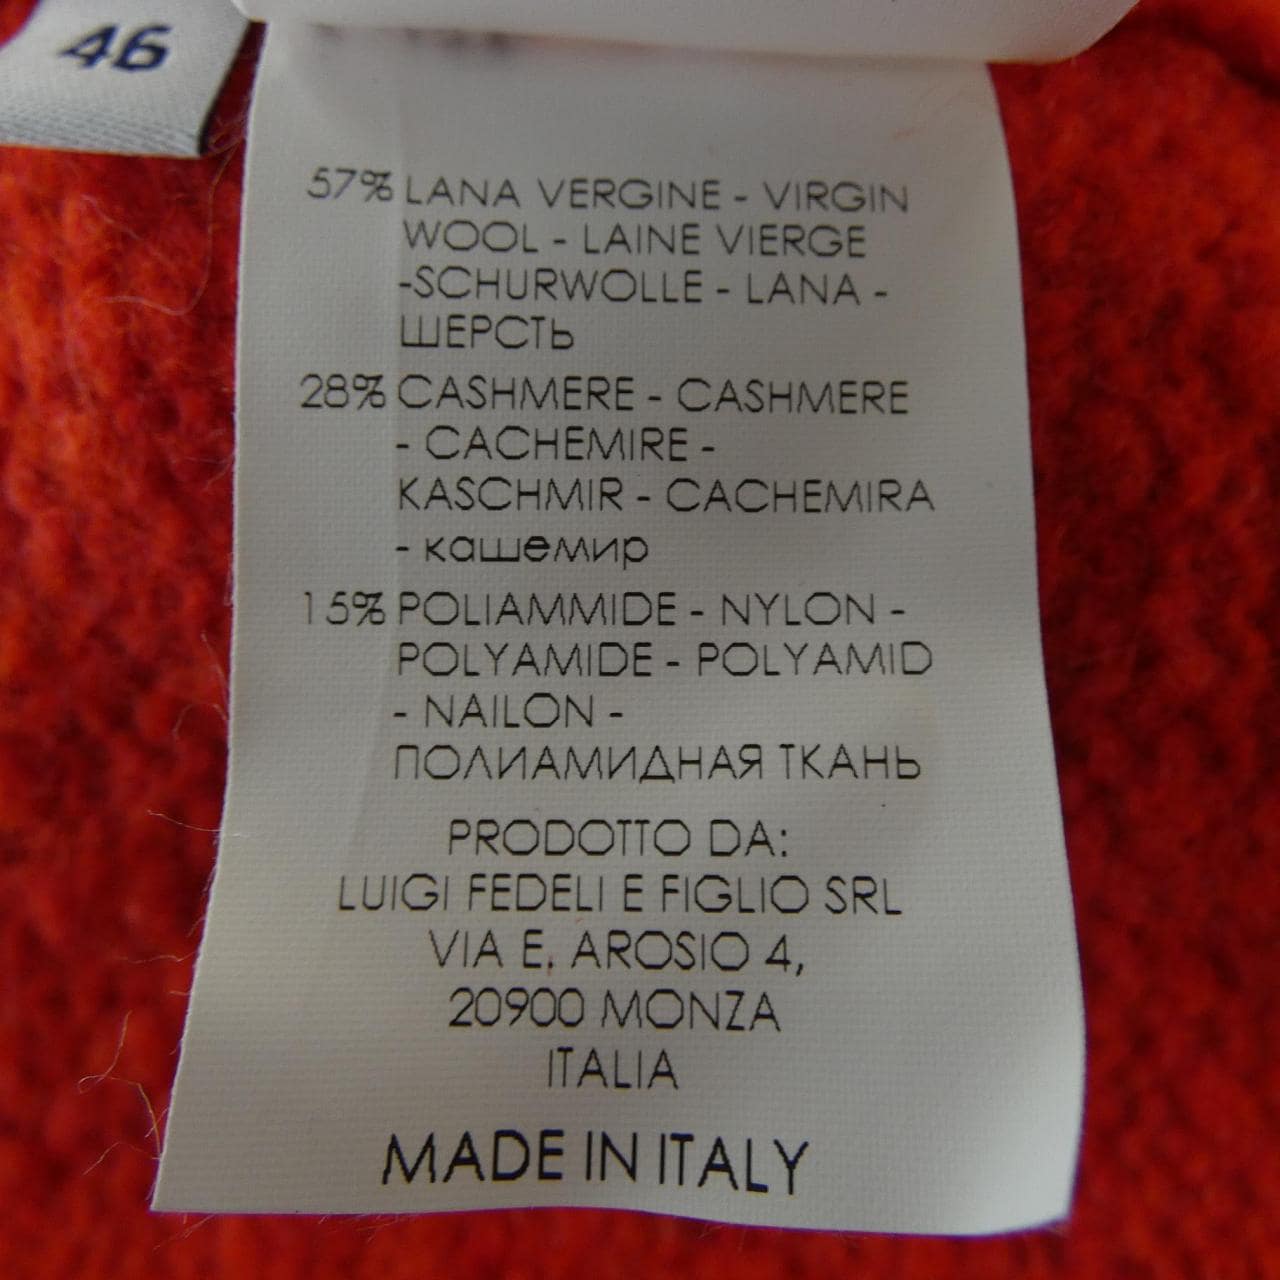 46
57% LANA VERGINE - VIRGIN
WOOL - LAINE VIERGE
-SCHURWOLLE - LANA -
ШЕРСТЬ
28% CASHMERE - CASHMERE
- CACHEMIRE -
KASCHMIR - CACHEMIRA
- кашемир
15% POLIAMMIDE - NYLON -
POLYAMIDE - POLYAMID
- NAILON -
ПОЛИАМИДНАЯ ТКАНЬ
PRODOTTO DA:
LUIGI FEDELI E FIGLIO SRL
VIA E. AROSIO 4,
20900 MONZA
ITALIA
MADE IN ITALY